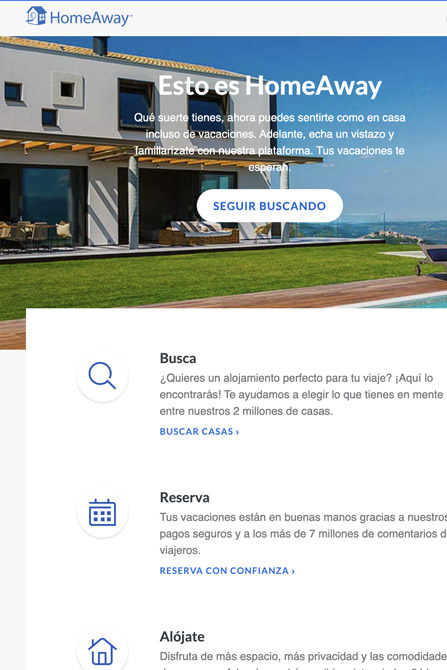 HomeAway
Esto es HomeAway
Qué suerte tienes, ahora puedes sentirte como en casa
incluso de vacaciones. Adelante, echa un vistazo y
familiarízate con nuestra plataforma. Tus vacaciones te
esperan.
SEGUIR BUSCANDO
Busca
¿Quieres un alojamiento perfecto para tu viaje? ¡Aquí lo
encontrarás! Te ayudamos a elegir lo que tienes en mente
entre nuestros 2 millones de casas.
BUSCAR CASAS ›
Reserva
Tus vacaciones están en buenas manos gracias a nuestros
pagos seguros y a los más de 7 millones de comentarios d
viajeros.
RESERVA CON CONFIANZA ›
Alójate
Disfruta de más espacio, más privacidad y las comodidade